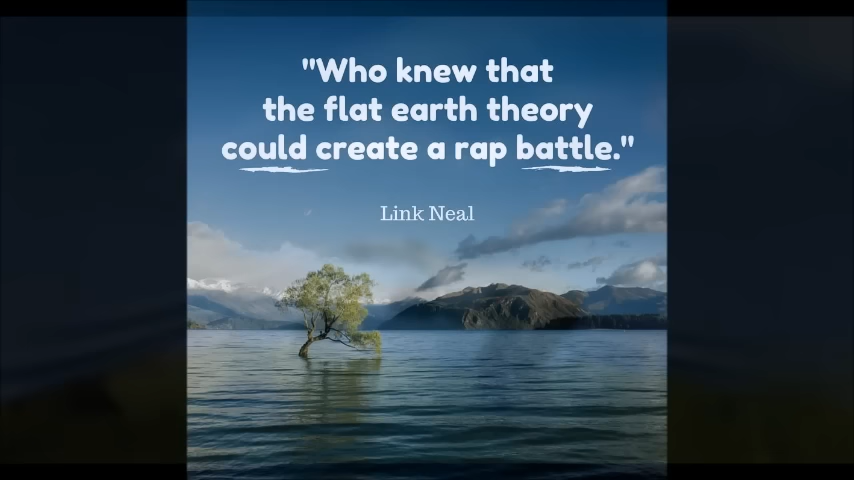 "Who knew that
the flat earth theory
could create a rap battle."
Link Neal